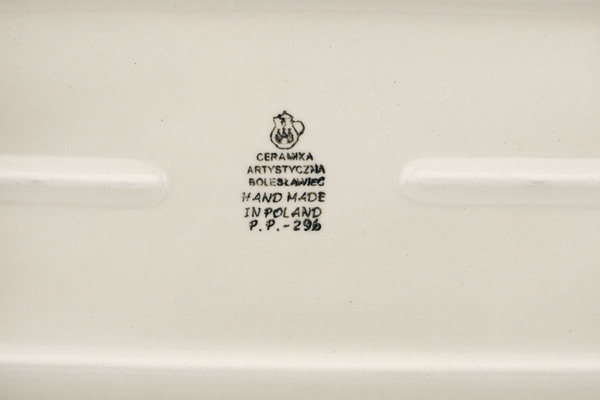 CERAMIKA
ARTYSTYCZNA
BOLESŁAWIEC
HAND MADE
IN POLAND
P. P. - 296